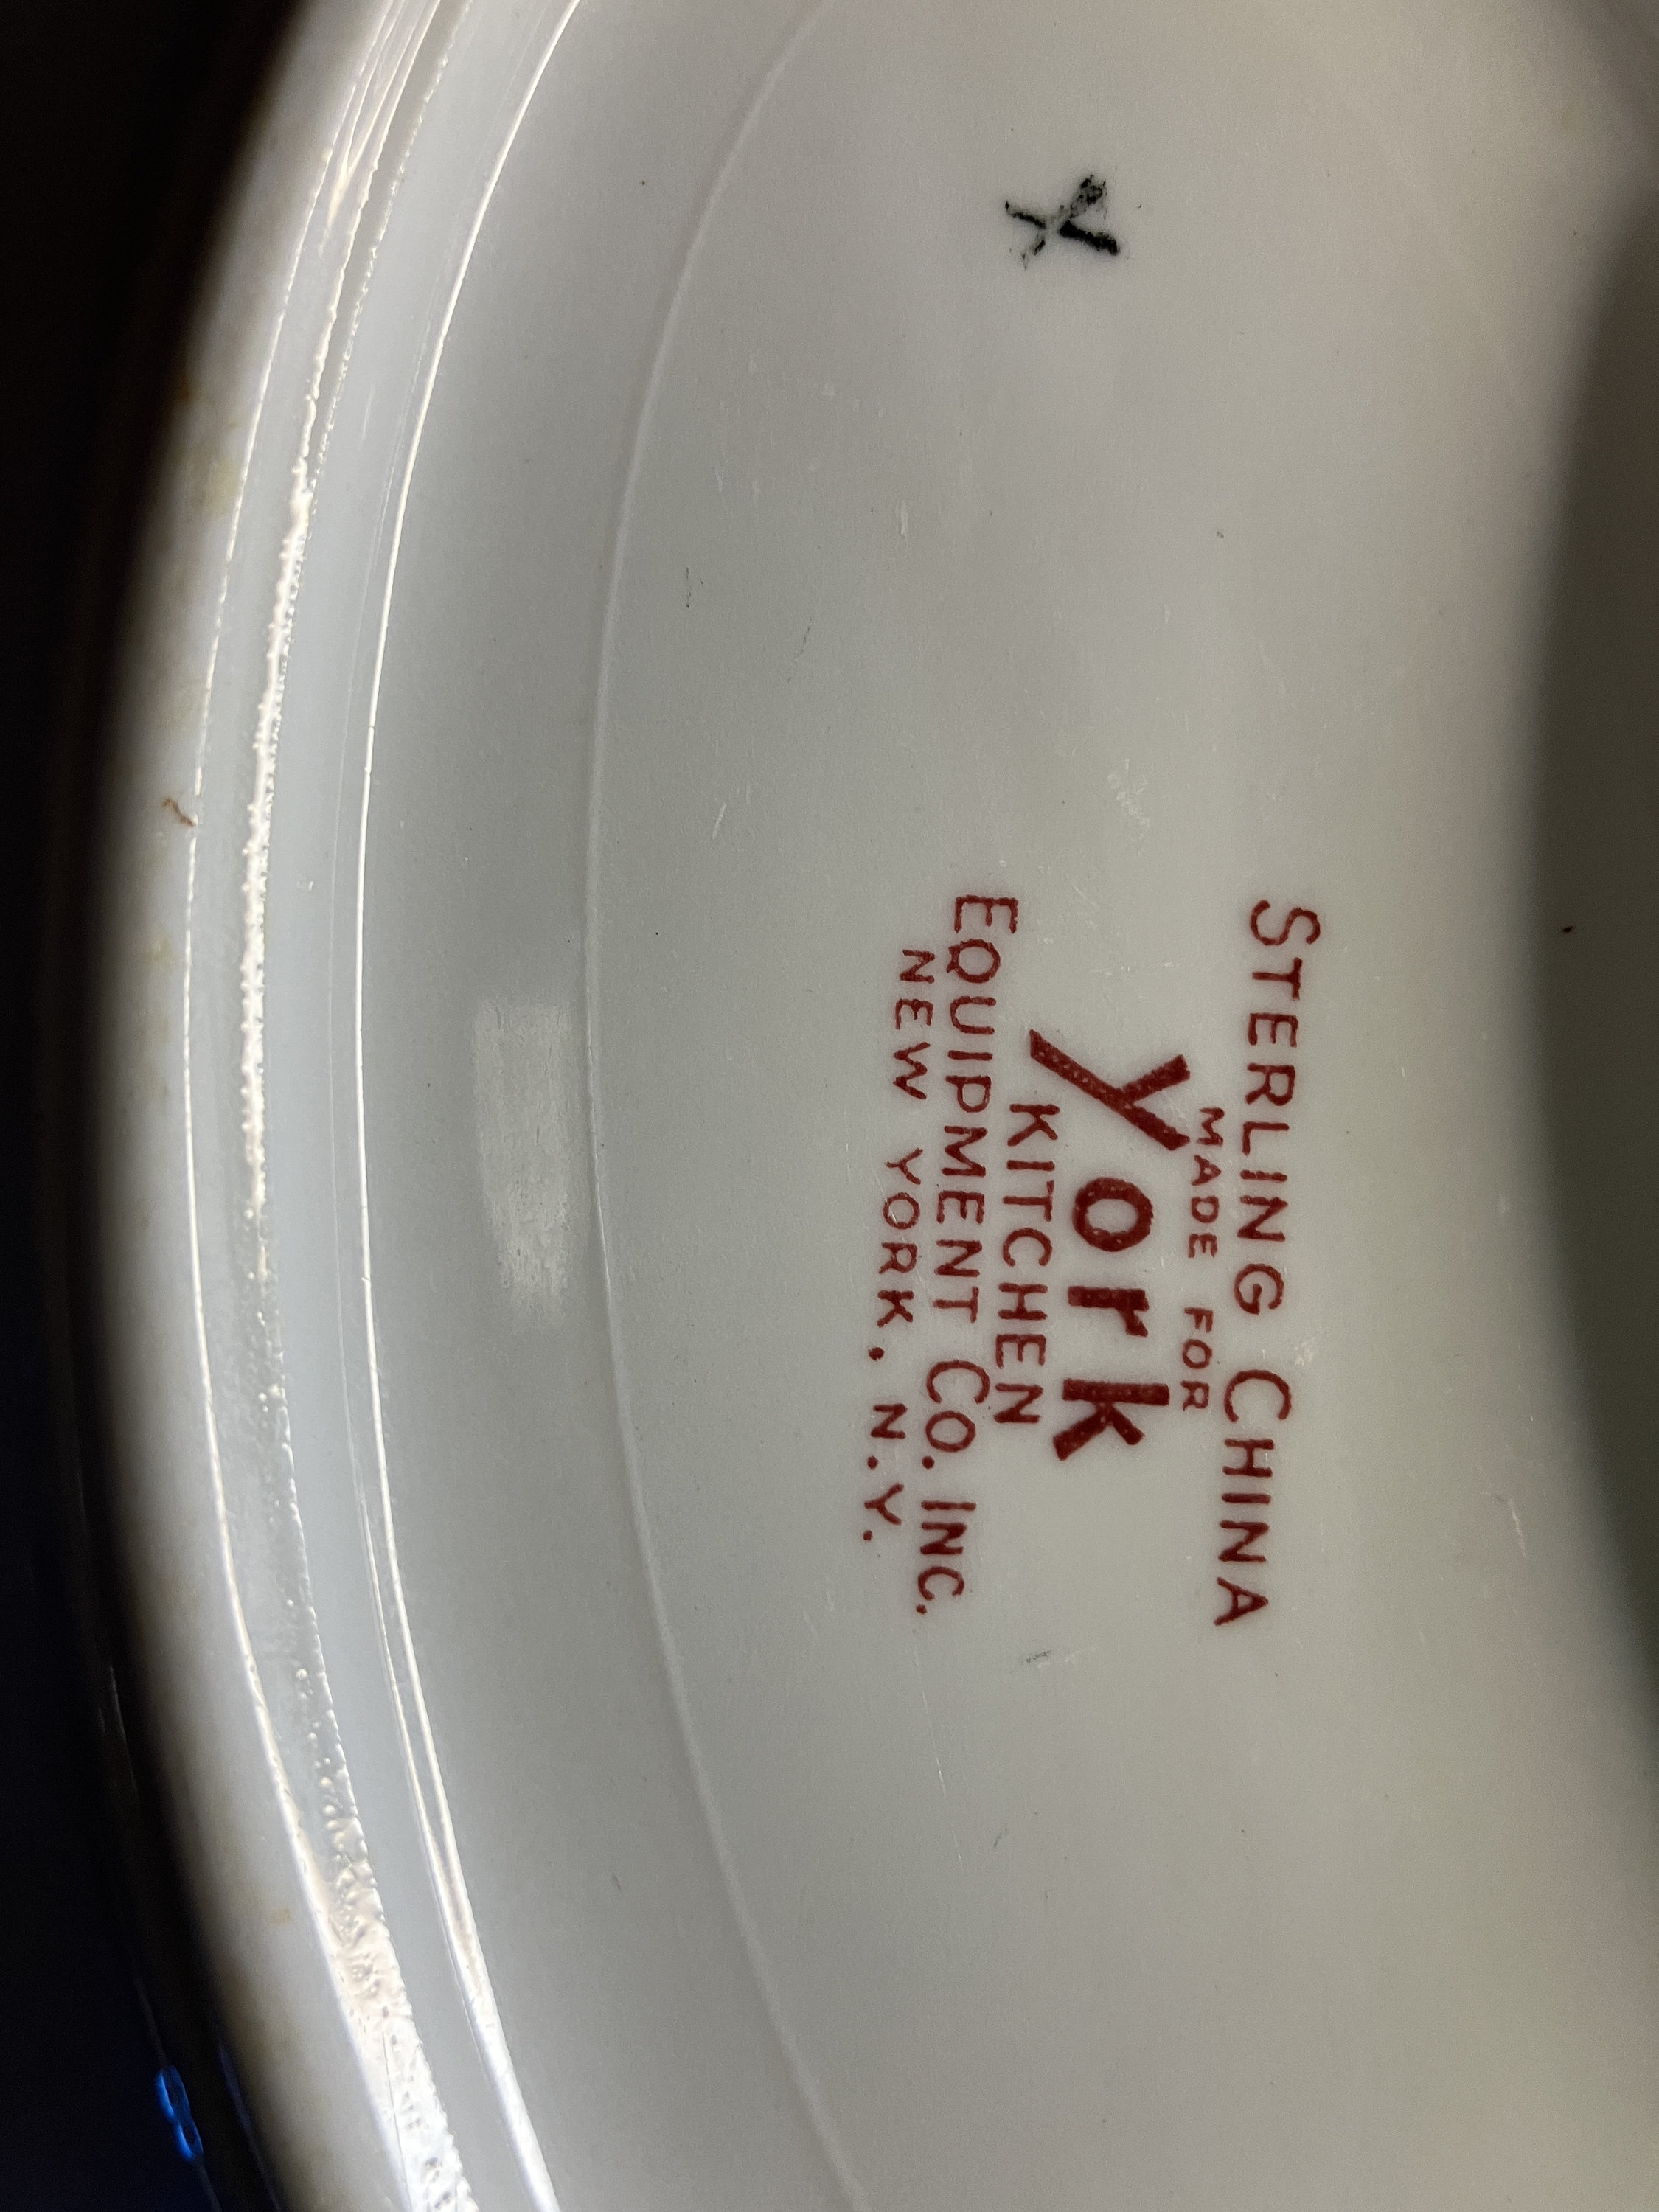 STERLING CHINA
MADE FOR
york
KITCHEN
EQUIPMENT CO. INC.
NEW YORK, N.Y.
X